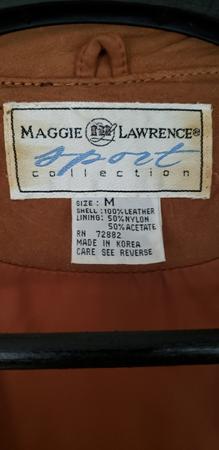 MAGGIE LAWRENCE®
sport
collection
SIZE: M
SHELL: 100%LEATHER
LINING: 50%NYLON
50%ACETATE
RN 72882
MADE IN KOREA
CARE SEE REVERSE